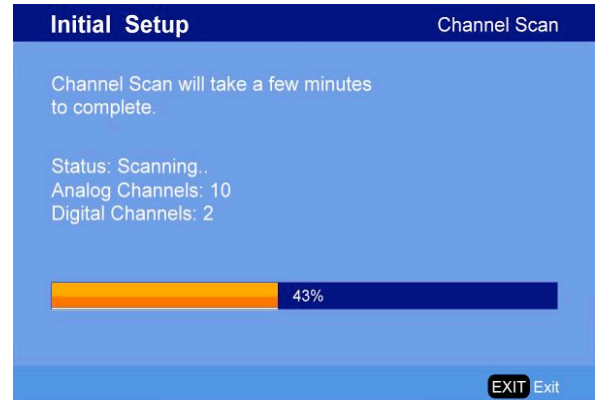 Initial Setup
Channel Scan
Channel Scan will take a few minutes
to complete.
Status: Scanning..
Analog Channels: 10
Digital Channels: 2
43%
EXIT Exit